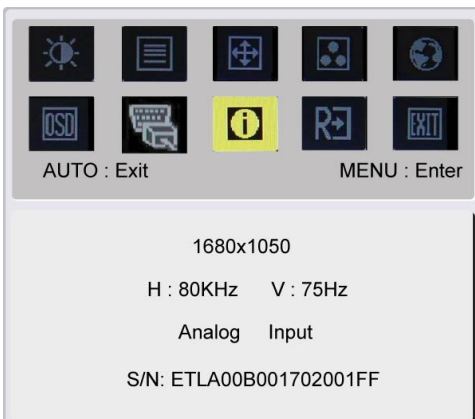 OSD
i
R
EXIT
AUTO : Exit MENU : Enter
1680x1050
H : 80KHz V : 75Hz
Analog Input
S/N: ETLA00B001702001FF